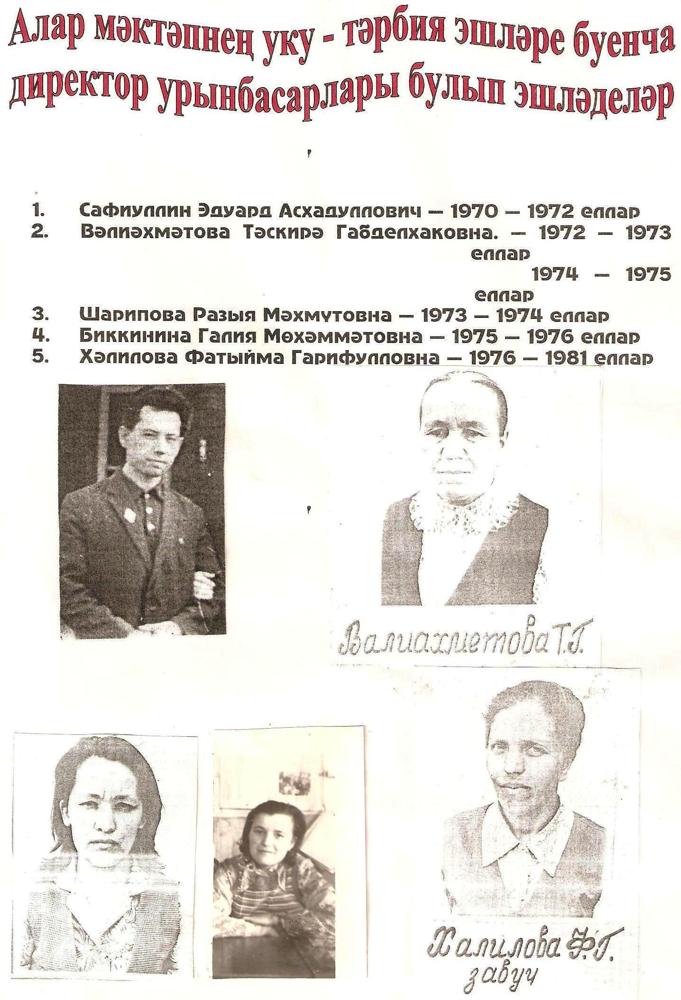 Алар мәктәпнең уку - тәрбия эшләре буенча
директор урынбасарлары булып эшләделәр
1. Сафиуллин Эдуард Асхадуллович – 1970 – 1972 еллар
2. Вәлиәхмәтова Тәскирә Габделхаковна. – 1972 – 1973
еллар
1974 – 1975
еллар
3. Шарипова Разыя Мәхмүтовна – 1973 – 1974 еллар
4. Биккинина Галия Мөхәммәтовна – 1975 – 1976 еллар
5. Хәлилова Фатыйма Гарифулловна – 1976 – 1981 еллар
Валиахметова Т.Г.
Халилова Ф.Г.
завуч